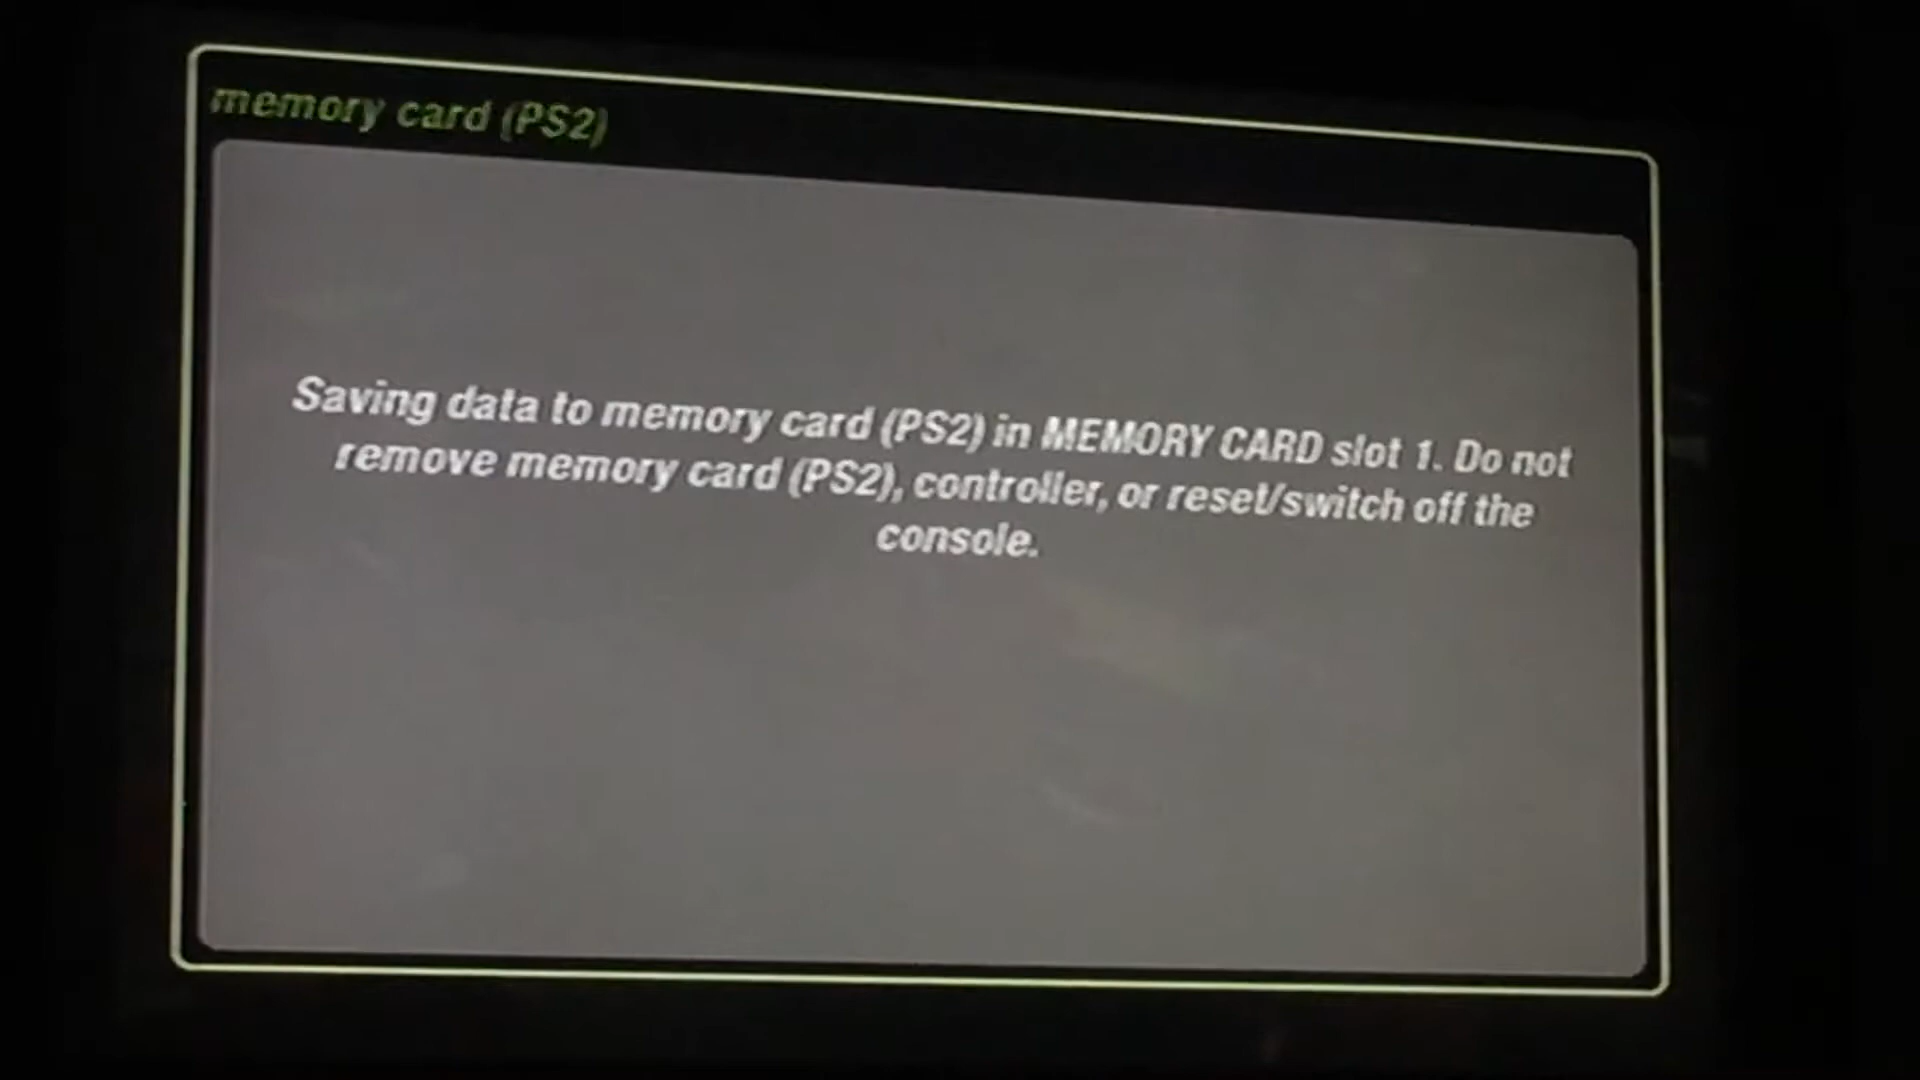 memory card (PS2)
Saving data to memory card (PS2) in MEMORY CARD slot 1. Do not
remove memory card (PS2), controller, or reset/switch off the
console.